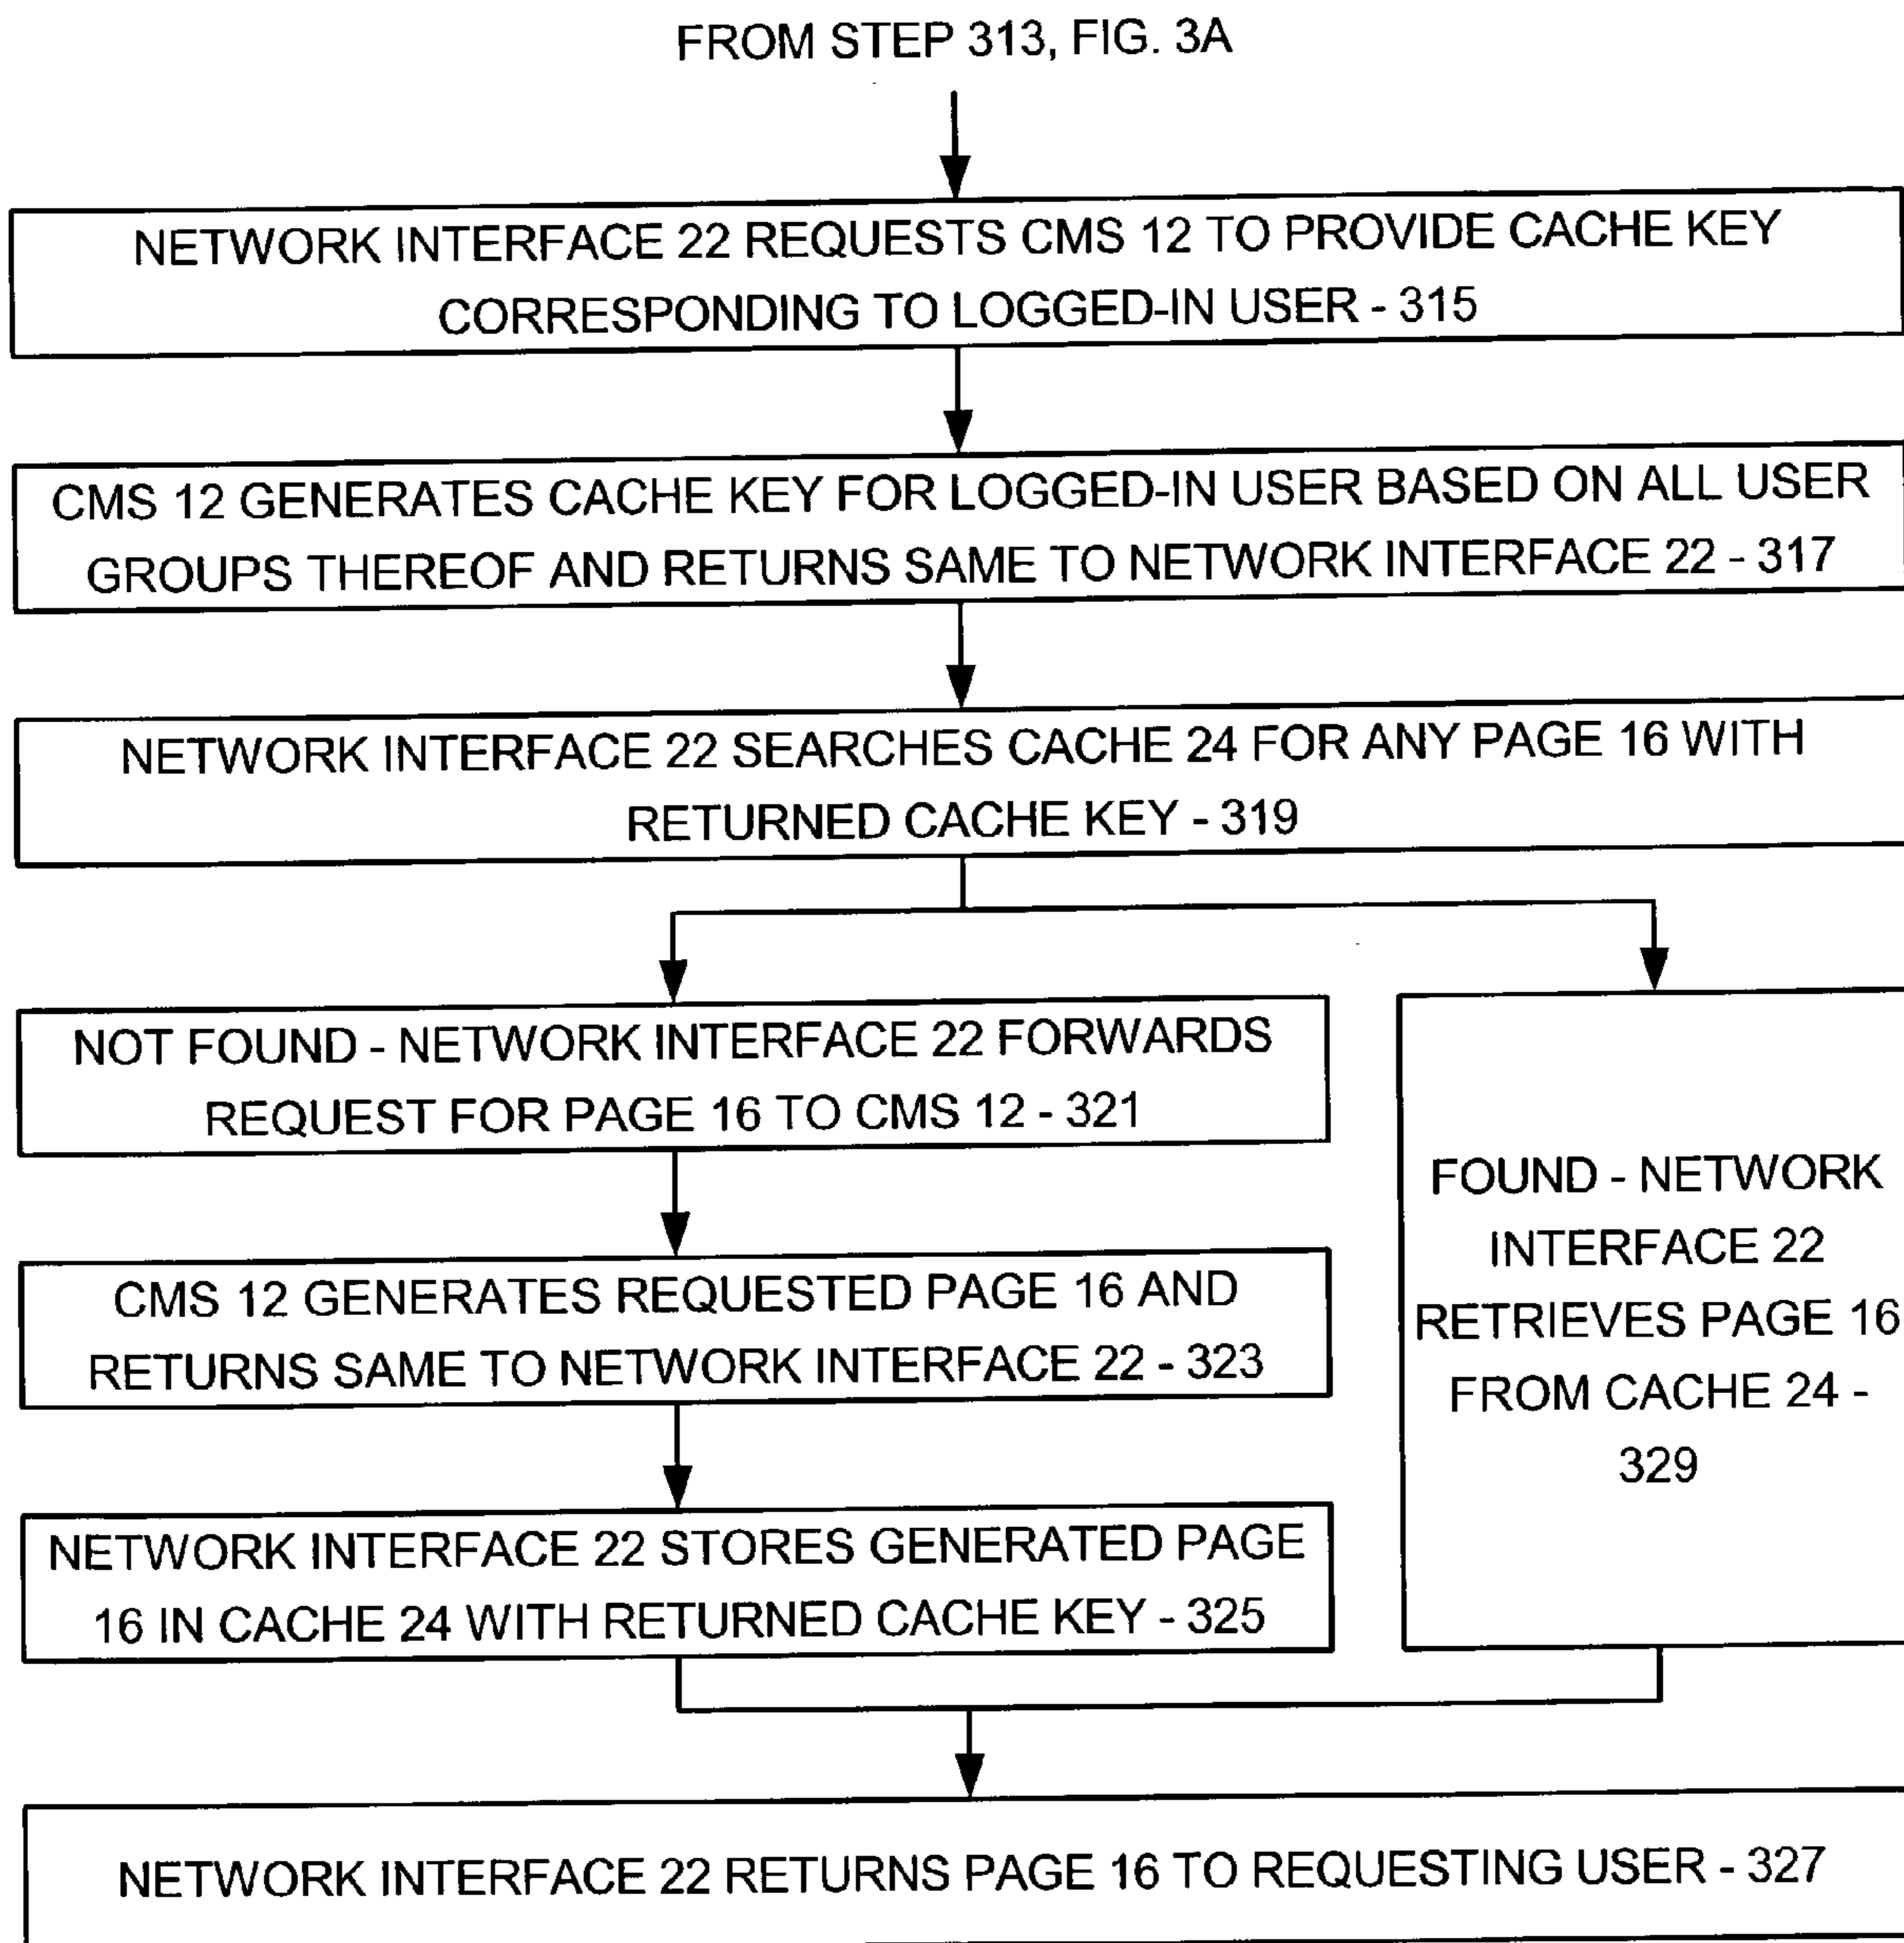 FROM STEP 313, FIG. 3A
NETWORK INTERFACE 22 REQUESTS CMS 12 TO PROVIDE CACHE KEY
CORRESPONDING TO LOGGED-IN USER - 315
CMS 12 GENERATES CACHE KEY FOR LOGGED-IN USER BASED ON ALL USER
GROUPS THEREOF AND RETURNS SAME TO NETWORK INTERFACE 22 - 317
NETWORK INTERFACE 22 SEARCHES CACHE 24 FOR ANY PAGE 16 WITH
RETURNED CACHE KEY - 319
NOT FOUND - NETWORK INTERFACE 22 FORWARDS
REQUEST FOR PAGE 16 TO CMS 12 - 321
CMS 12 GENERATES REQUESTED PAGE 16 AND
RETURNS SAME TO NETWORK INTERFACE 22 - 323
NETWORK INTERFACE 22 STORES GENERATED PAGE
16 IN CACHE 24 WITH RETURNED CACHE KEY - 325
FOUND - NETWORK
INTERFACE 22
RETRIEVES PAGE 16
FROM CACHE 24 -
329
NETWORK INTERFACE 22 RETURNS PAGE 16 TO REQUESTING USER - 327